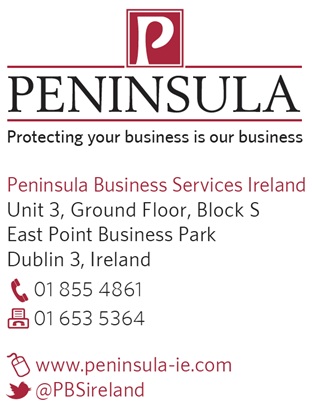 P
PENINSULA
Protecting your business is our business
Peninsula Business Services Ireland
Unit 3, Ground Floor, Block S
East Point Business Park
Dublin 3, Ireland
01 855 4861
01 653 5364
www.peninsula-ie.com
@PBSireland